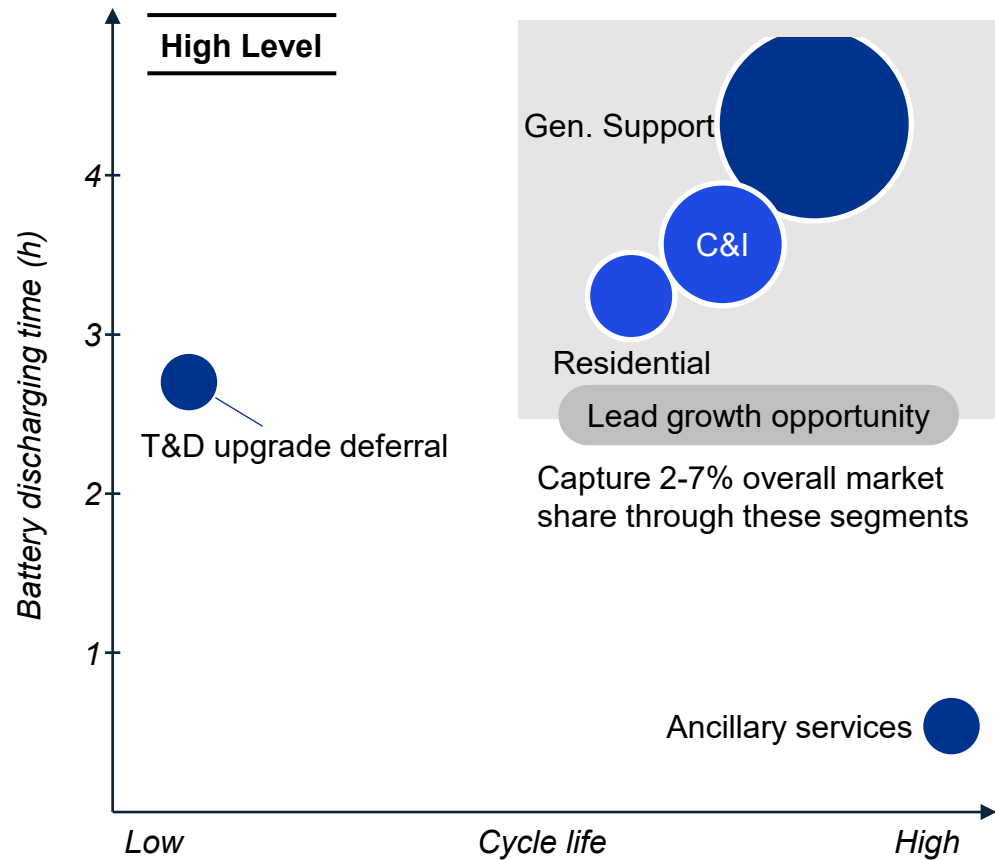 High Level
Gen. Support
4
C&I
Battery discharging time (h)
3
Residential
Lead growth opportunity
T&D upgrade deferral
Capture 2-7% overall market
share through these segments
2
1
Ancillary services
Low
Cycle life
High